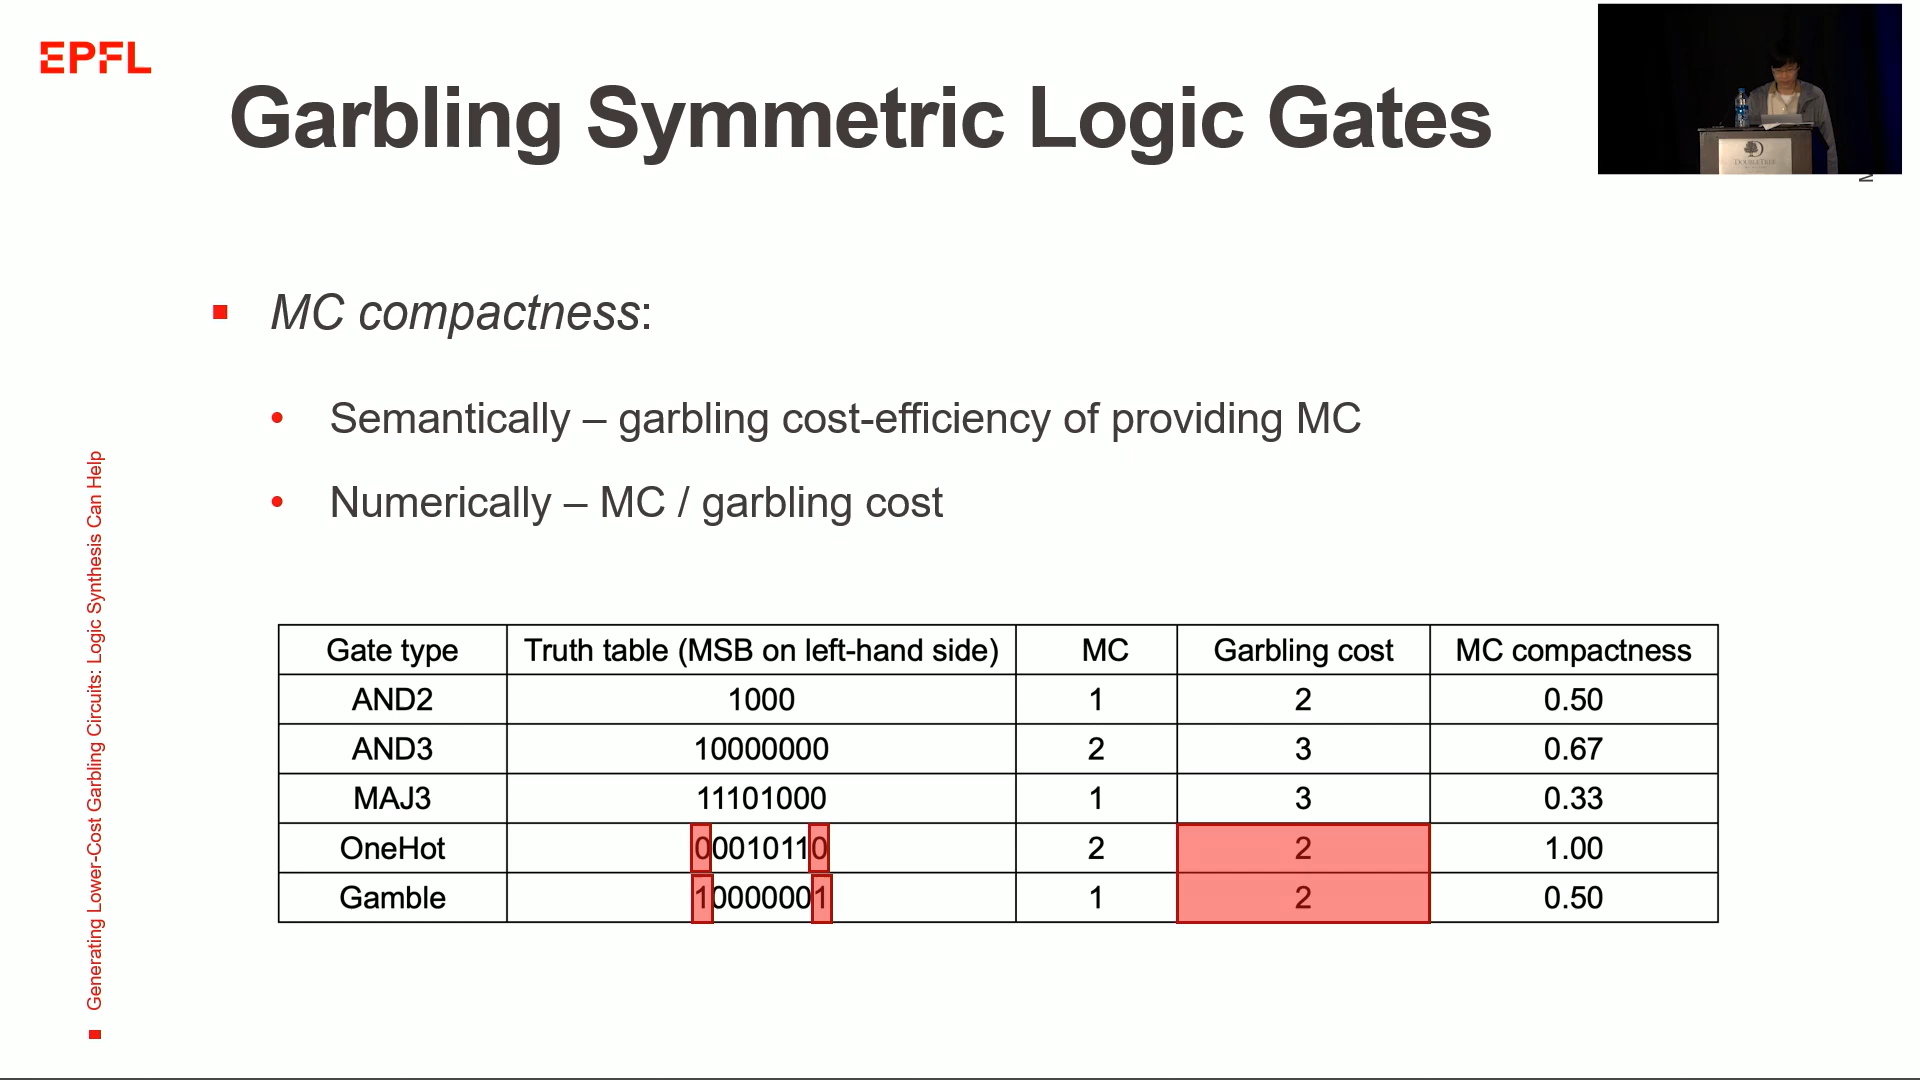 EPFL
Garbling Symmetric Logic Gates
DOUBLETREE
N
MC compactness:
Semantically – garbling cost-efficiency of providing MC
Numerically – MC / garbling cost
Generating Lower-Cost Garbling Circuits: Logic Synthesis Can Help
Gate type Truth table (MSB on left-hand side) MC Garbling cost MC compactness
AND2 1000 1 2 0.50
AND3 10000000 2 3 0.67
MAJ3 11101000 1 3 0.33
OneHot 00010110 2 2 1.00
Gamble 10000001 1 2 0.50